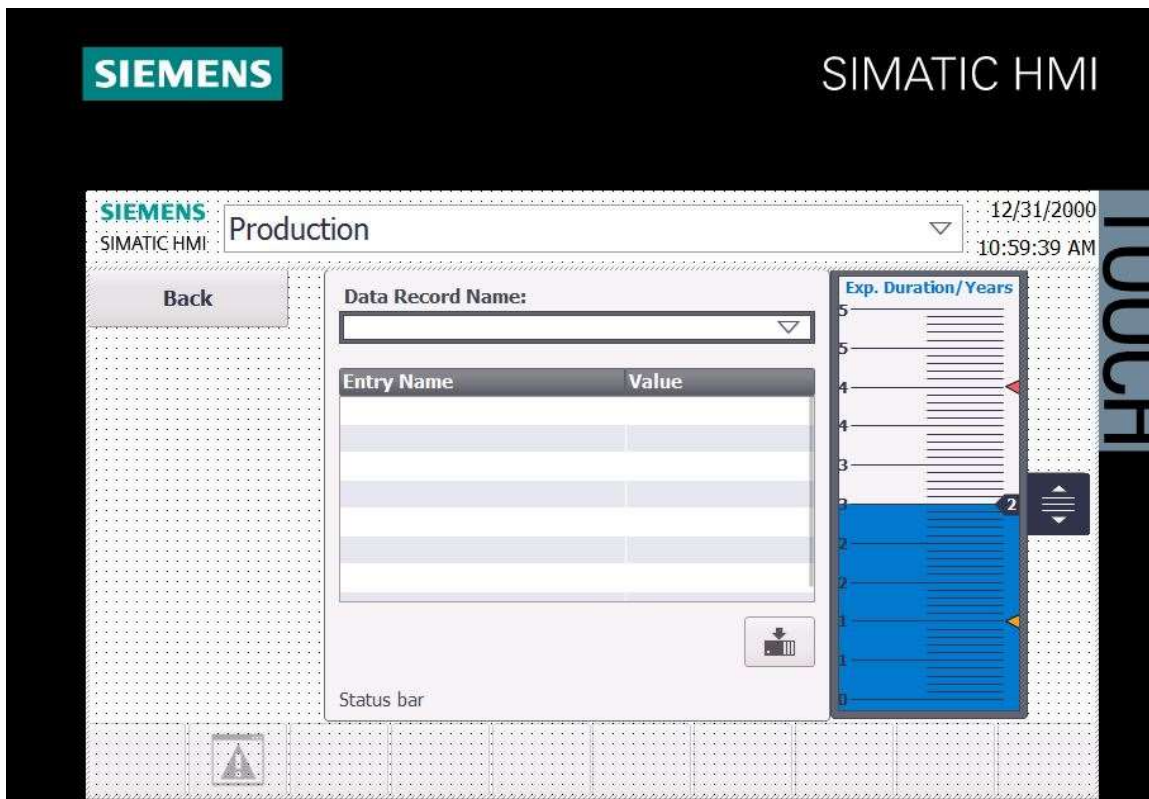 SIEMENS
SIMATIC HMI
TOUCH
SIEMENS
SIMATIC HMI
Production
12/31/2000
10:59:39 AM
Back
Data Record Name:
Entry Name Value
Status bar
Exp. Duration/Years
5
5
4
4
3
3
2
2
2
1
1
0